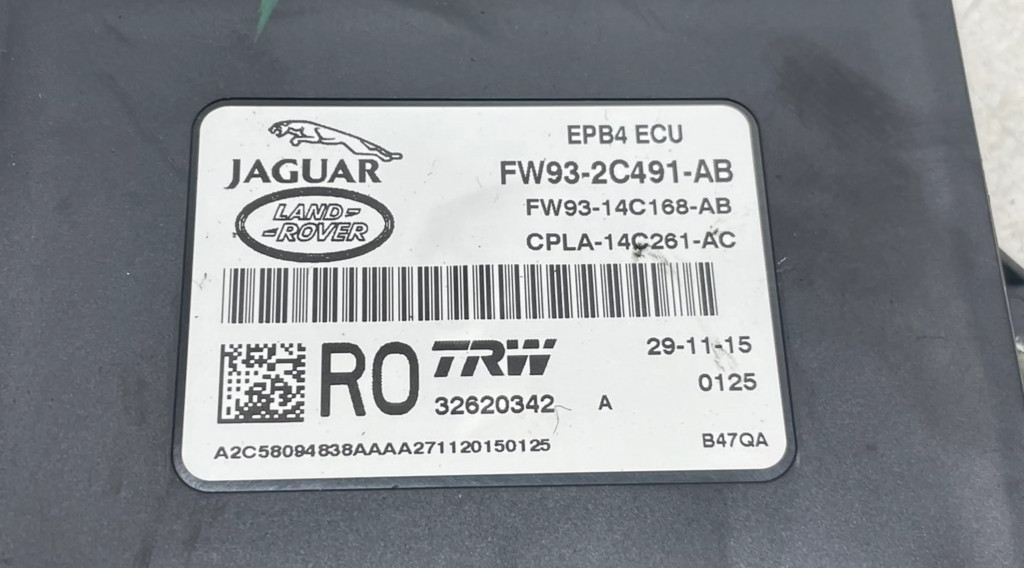 JAGUAR
LAND-
-ROVER
EPB4 ECU
FW93-2C491-AB
FW93-14C168-AB
CPLA-14C261-AC
RO
TRW
32620342 A
29-11-15
0125
A2C58094838AAAA271120150125
B47QA